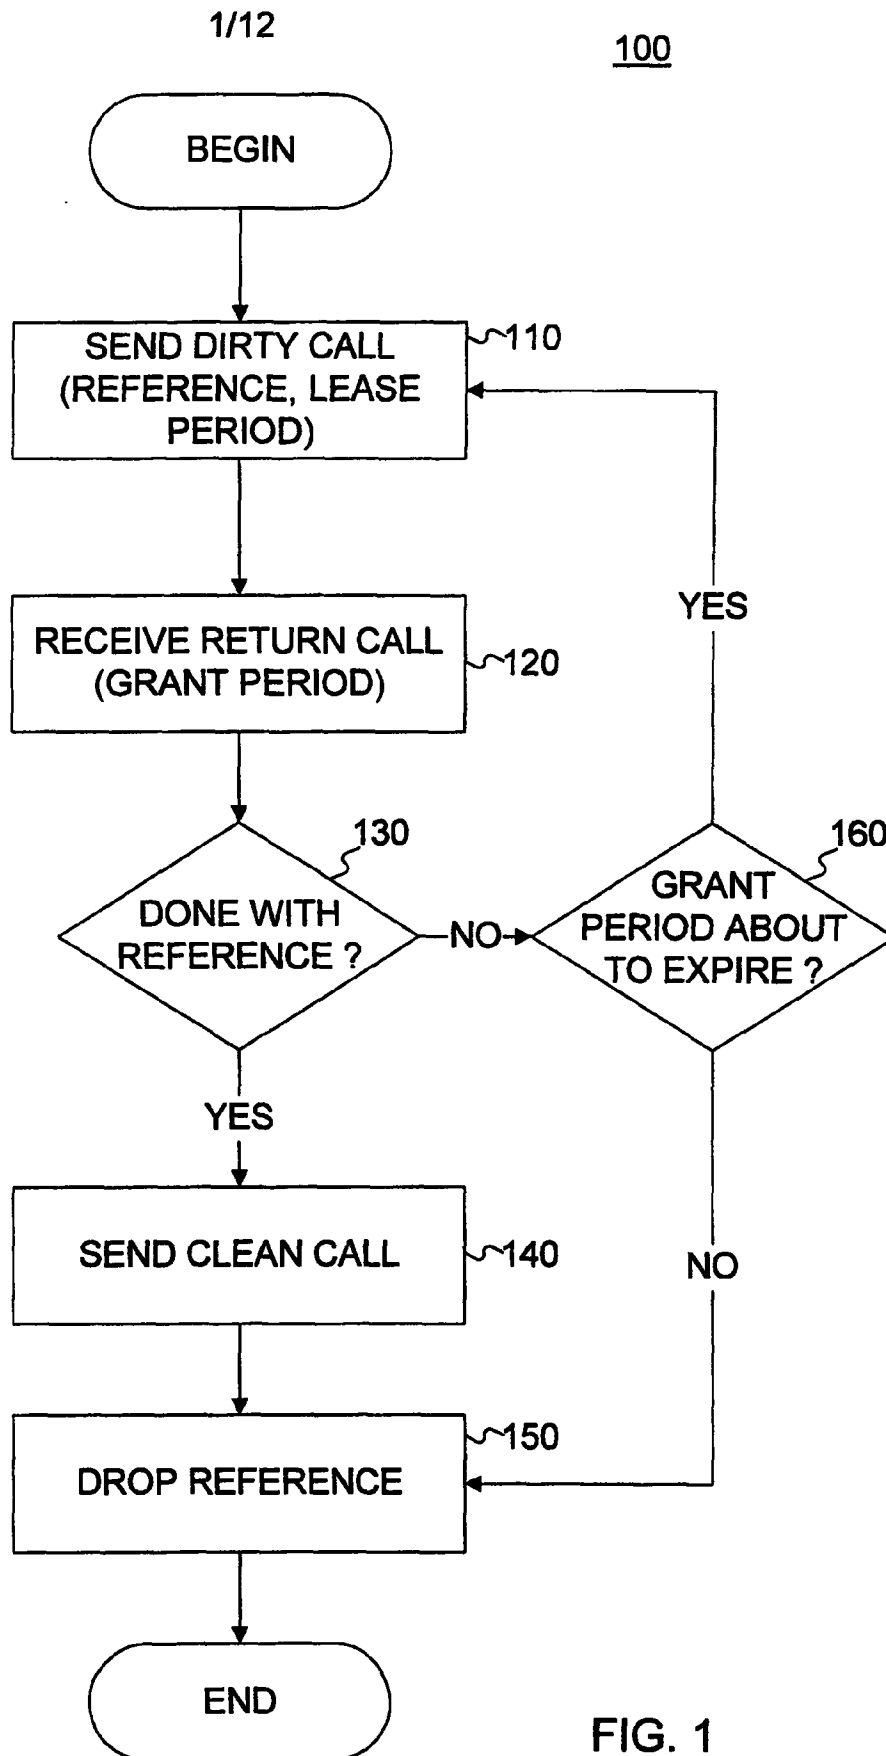 1/12
100
BEGIN
SEND DIRTY CALL
(REFERENCE, LEASE
PERIOD)
110
YES
RECEIVE RETURN CALL
(GRANT PERIOD)
120
130
DONE WITH
REFERENCE ?
NO
160
GRANT
PERIOD ABOUT
TO EXPIRE ?
YES
SEND CLEAN CALL
140
NO
DROP REFERENCE
150
END
FIG. 1